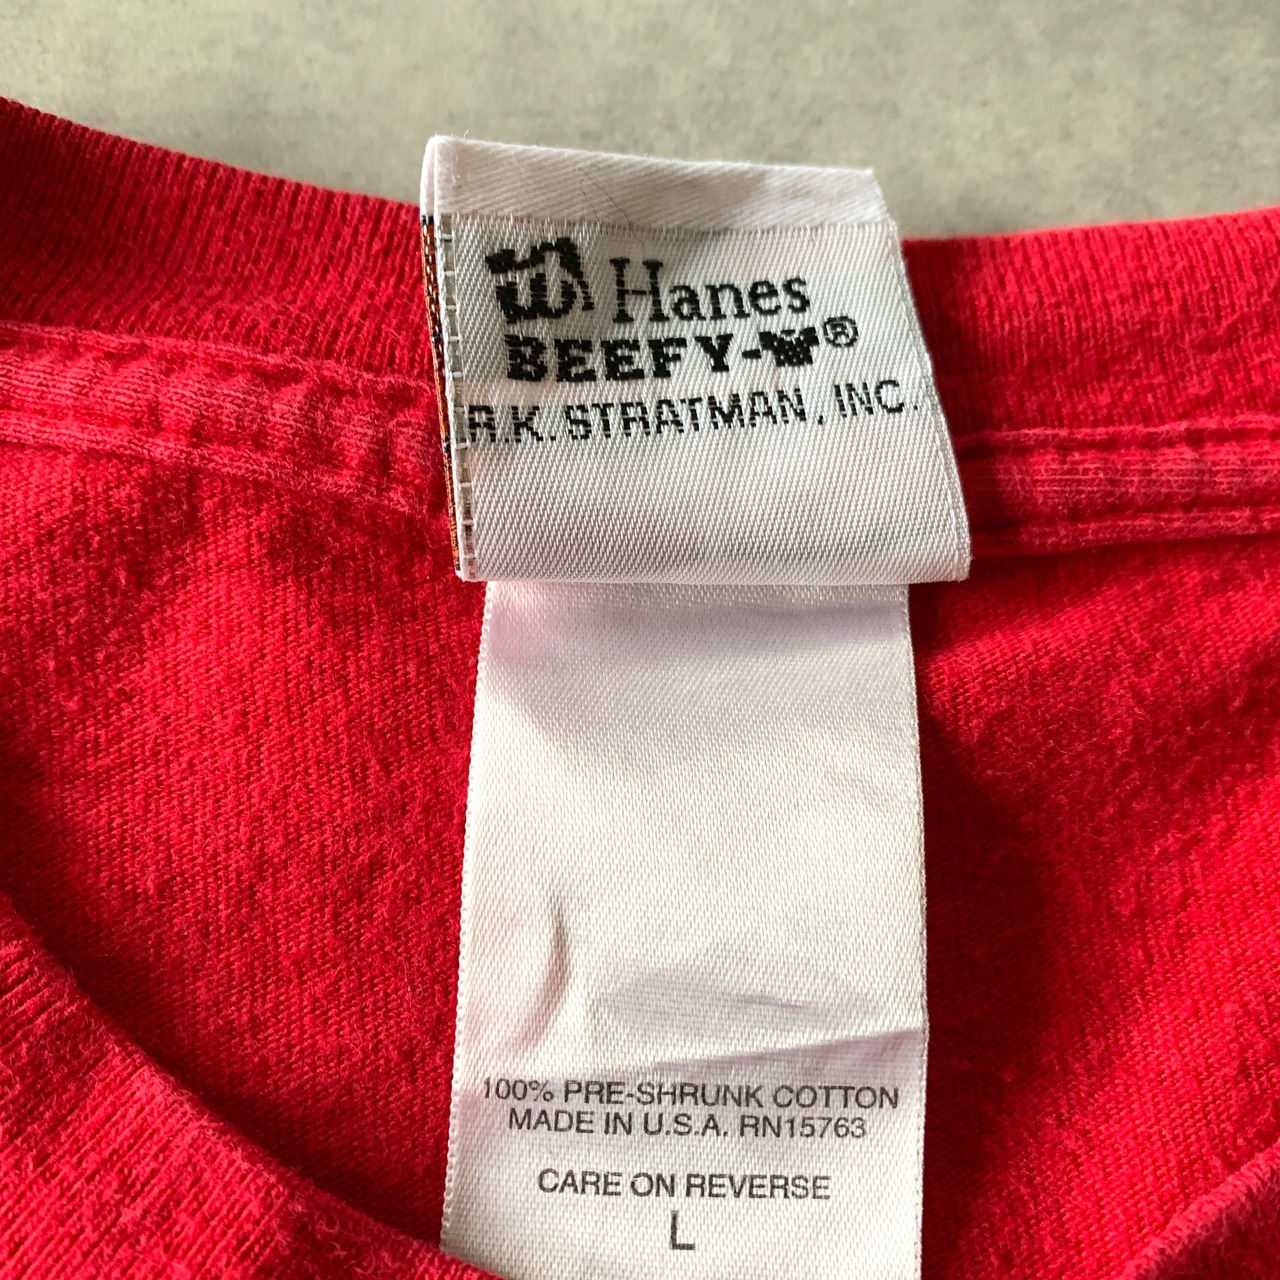 Hanes
BEEFY-T®
R.K. STRATMAN, INC.
100% PRE-SHRUNK COTTON
MADE IN U.S.A. RN15763
CARE ON REVERSE
L